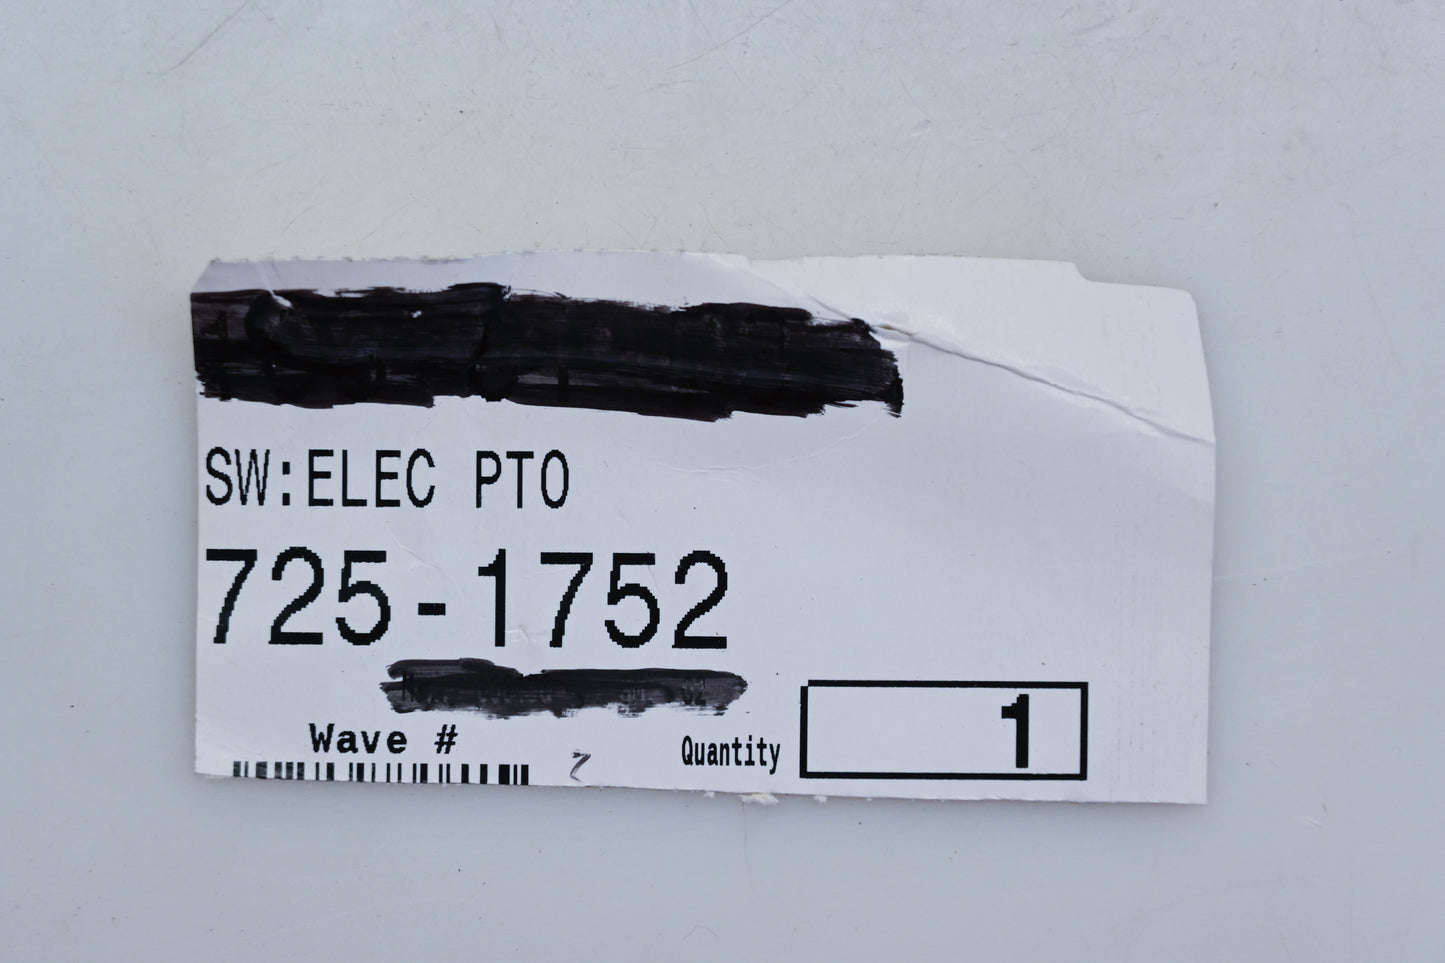 SW:ELEC PTO
725-1752
Wave #
Quantity 1